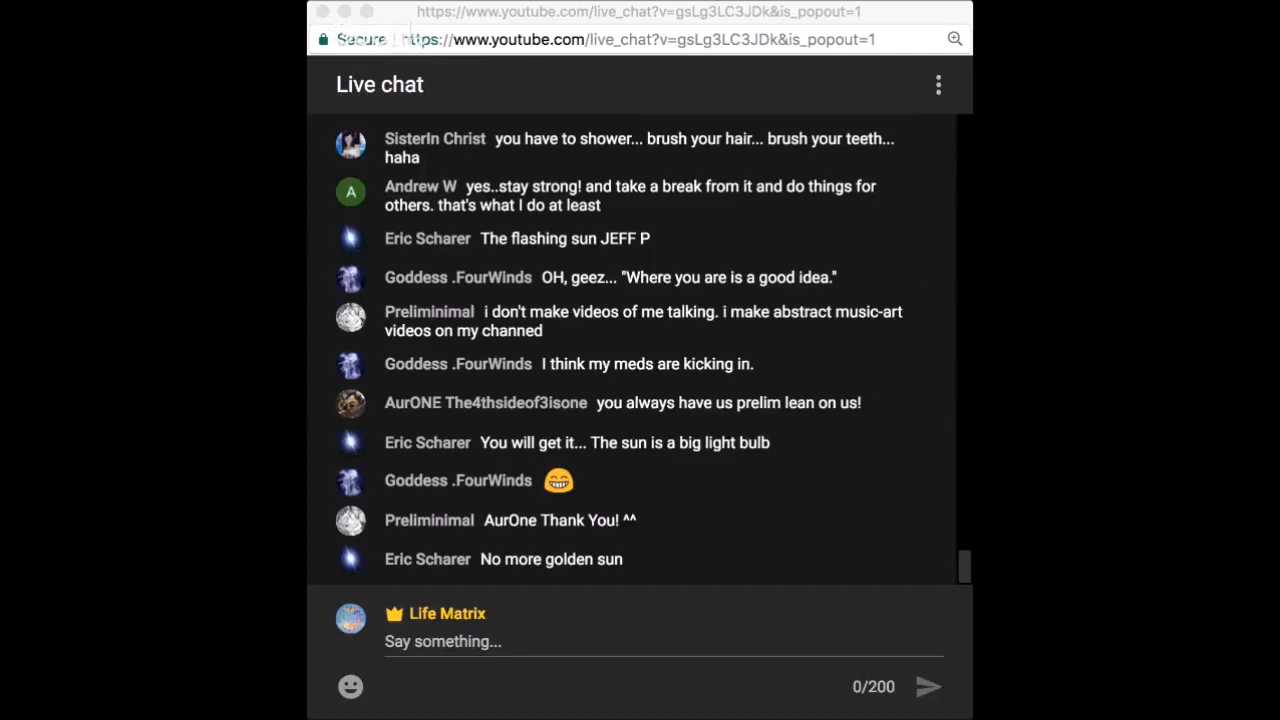 https://www.youtube.com/live_chat?v=gsLg3LC3JDk&is_popout=1
Secure https://www.youtube.com/live_chat?v=gsLg3LC3JDk&is_popout=1
Live chat
SisterIn Christ you have to shower... brush your hair... brush your teeth...
haha
A
Andrew W yes..stay strong! and take a break from it and do things for
others. that's what I do at least
Eric Scharer The flashing sun JEFF P
Goddess .FourWinds OH, geez... "Where you are is a good idea."
Preliminimal i don't make videos of me talking. i make abstract music-art
videos on my channed
Goddess .FourWinds I think my meds are kicking in.
AurONE The4thsideof3isone you always have us prelim lean on us!
Eric Scharer You will get it... The sun is a big light bulb
Goddess .FourWinds
Preliminimal AurOne Thank You! ^^
Eric Scharer No more golden sun
Life Matrix
Say something...
0/200